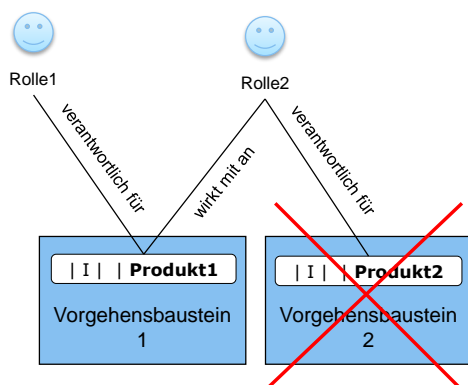 Rolle1
Rolle2
verantwortlich für
wirkt mit an
verantwortlich für
| I | | Produkt1
| I | | Produkt2
Vorgehensbaustein
1
Vorgehensbaustein
2